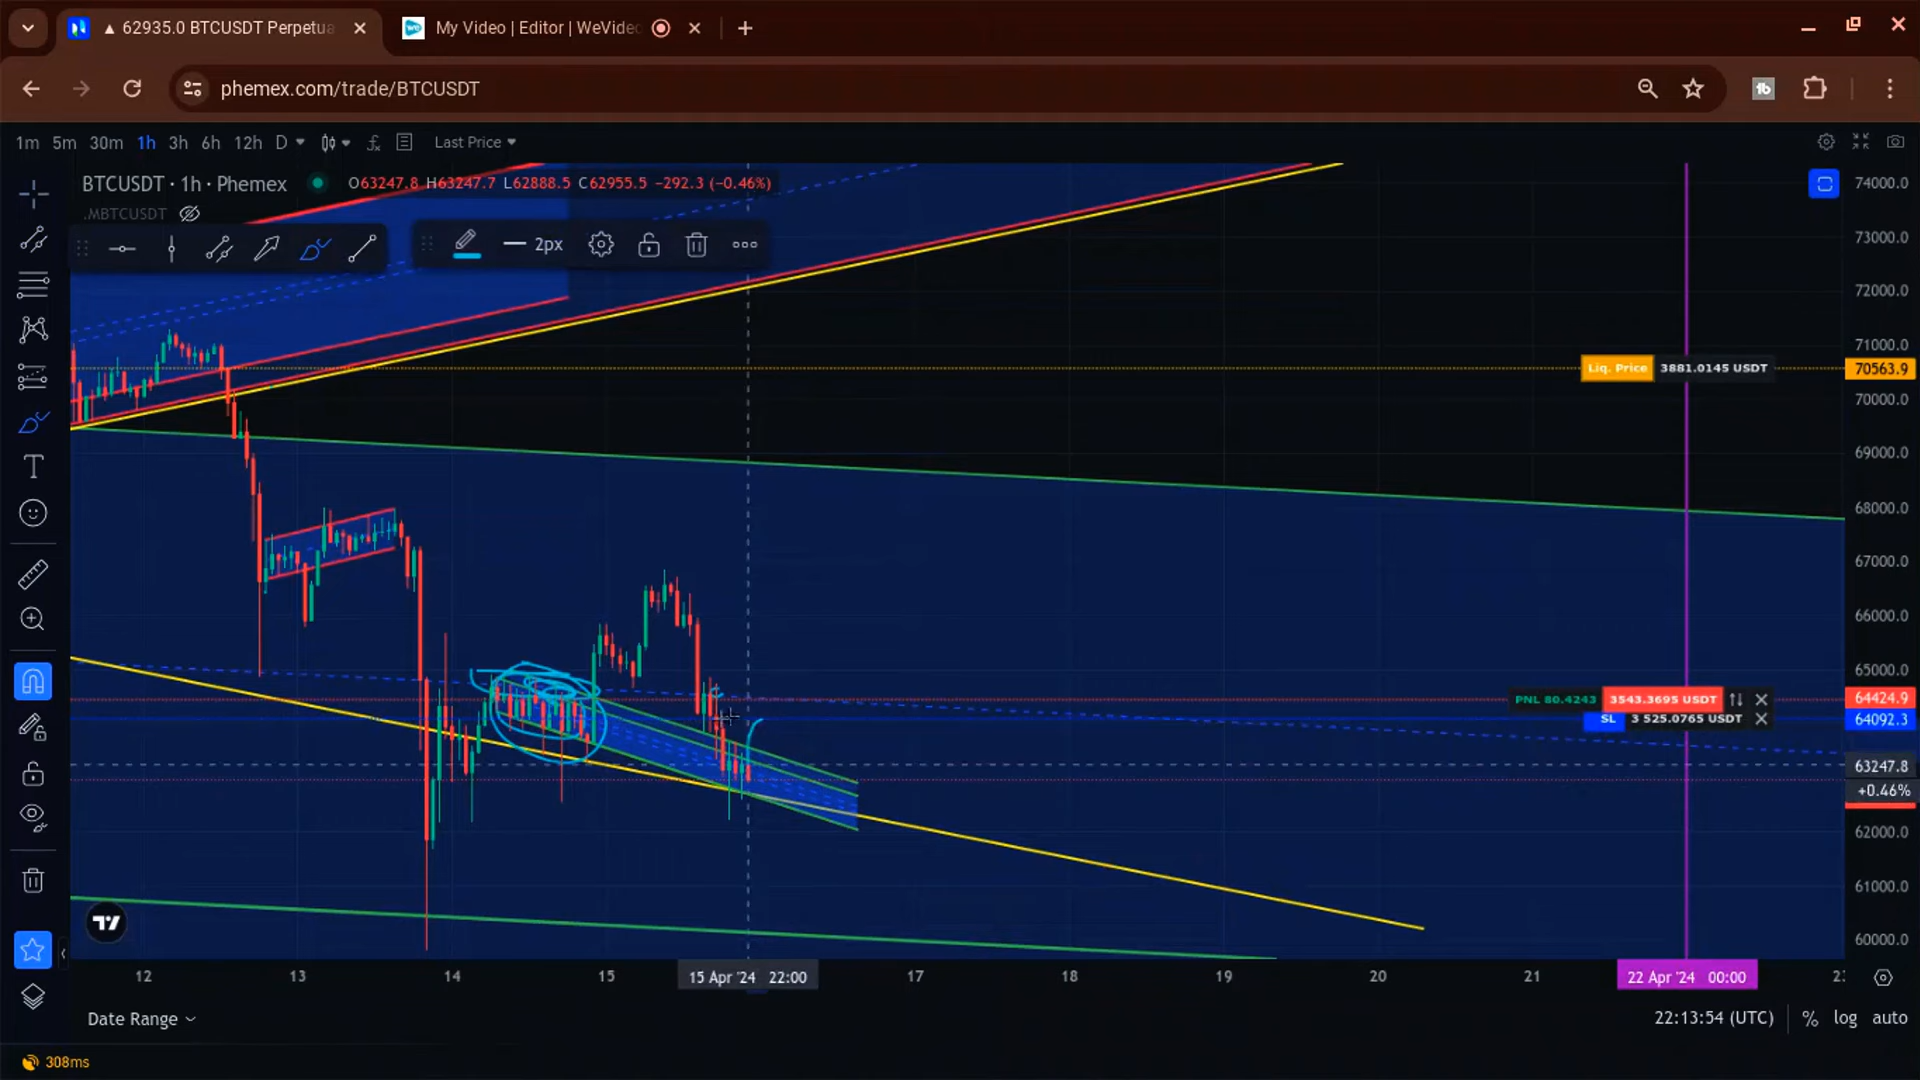 ▲ 62935.0 BTCUSDT Perpetua
My Video | Editor | WeVideo
phemex.com/trade/BTCUSDT
1m 5m 30m 1h 3h 6h 12h D Last Price
BTCUSDT · 1h · Phemex O63247.8 H63247.7 L62888.5 C62955.5 −292.3 (−0.46%)
.MBTCUSDT
2px
74000.0
73000.0
72000.0
71000.0
Liq. Price 3881.0145 USDT 70563.9
70000.0
69000.0
68000.0
67000.0
66000.0
65000.0
PNL 80.4243 3543.3695 USDT 64424.9
SL 3 525.0765 USDT 64092.3
63247.8
+0.46%
62000.0
61000.0
60000.0
12 13 14 15 15 Apr '24 22:00 17 18 19 20 21 22 Apr '24 00:00
Date Range 22:13:54 (UTC) % log auto
308ms